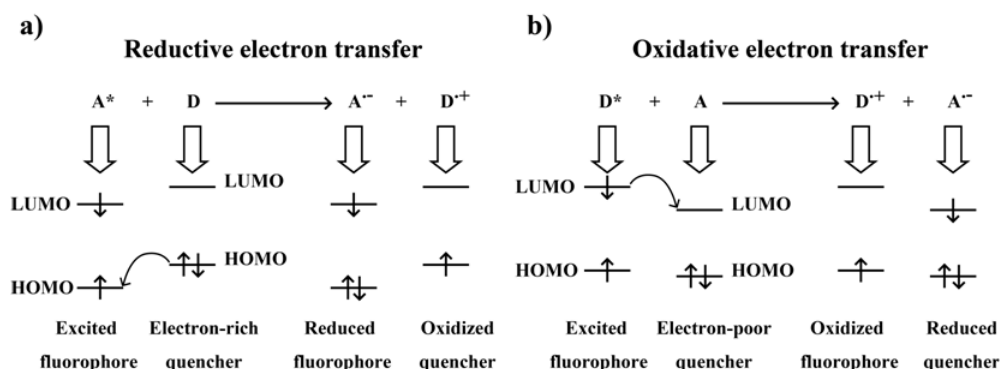 a)
Reductive electron transfer
A* + D A·- + D·+
LUMO
LUMO
HOMO
HOMO
Excited Electron-rich Reduced Oxidized
fluorophore quencher fluorophore quencher
b)
Oxidative electron transfer
D* + A D·+ + A·-
LUMO
LUMO
HOMO
HOMO
Excited Electron-poor Oxidized Reduced
fluorophore quencher fluorophore quencher